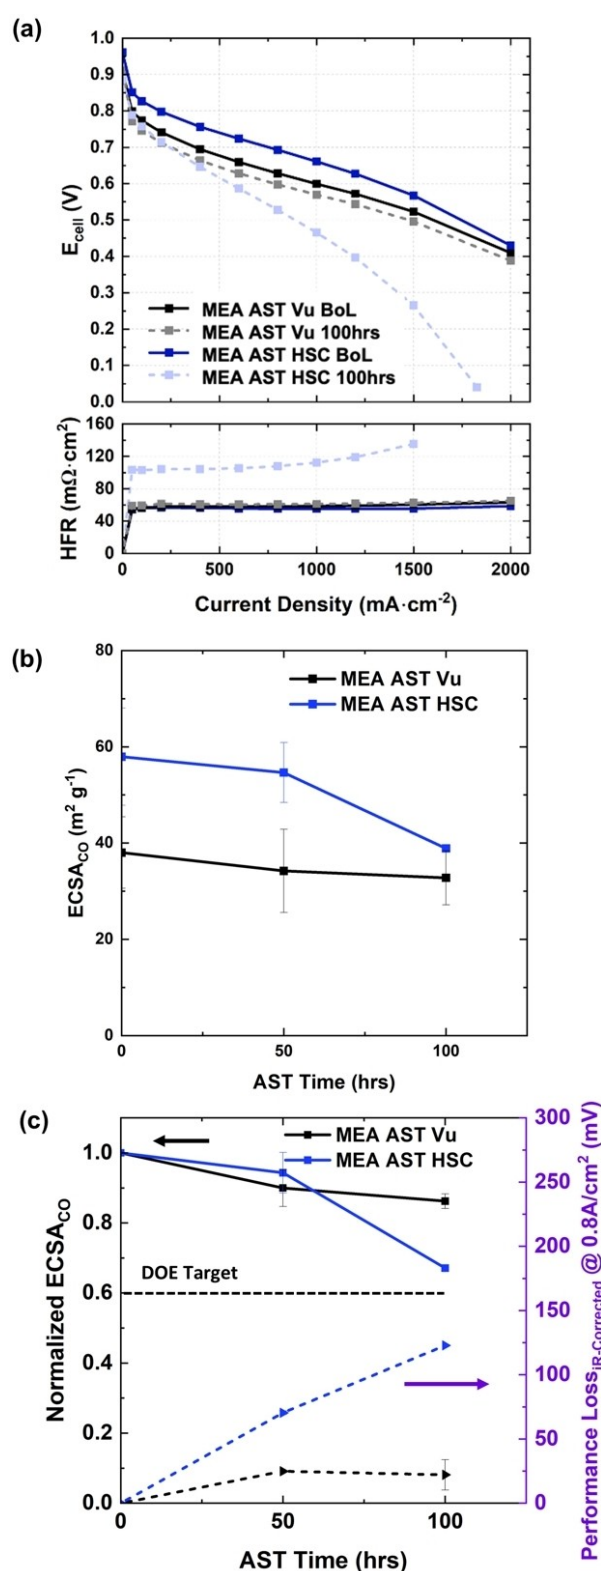 (a)
1.0
0.9
0.8
0.7
0.6
0.5
0.4
0.3
0.2
0.1
0.0
E_cell (V)
MEA AST Vu BoL
MEA AST Vu 100hrs
MEA AST HSC BoL
MEA AST HSC 100hrs
160
120
80
40
0
HFR (mΩ·cm²)
0 500 1000 1500 2000
Current Density (mA·cm⁻²)
(b)
80
60
40
20
0
ECSA_CO (m² g⁻¹)
MEA AST Vu
MEA AST HSC
0 50 100
AST Time (hrs)
(c)
1.0
0.8
0.6
0.4
0.2
0.0
Normalized ECSA_CO
MEA AST Vu
MEA AST HSC
DOE Target
300
250
200
150
100
50
0
Performance Loss_iR-Corrected @ 0.8A/cm² (mV)
0 50 100
AST Time (hrs)